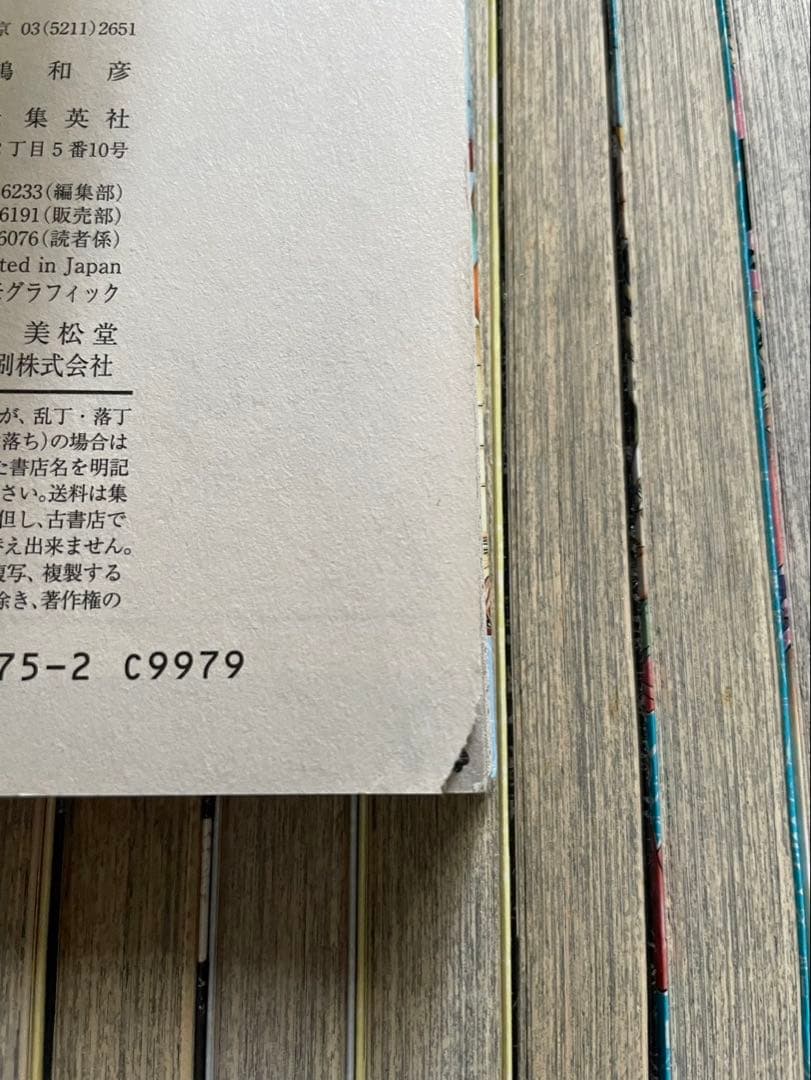 京 03(5211)2651
嶋 和 彦
集 英 社
丁目5番10号
6233(編集部)
6191(販売部)
6076(読者係)
ted in Japan
グラフィック
美松堂
刷株式会社
が、乱丁・落丁
落ち)の場合は
た書店名を明記
さい。送料は集
但し、古書店で
替え出来ません。
複写、複製する
除き、著作権の
75-2 C9979